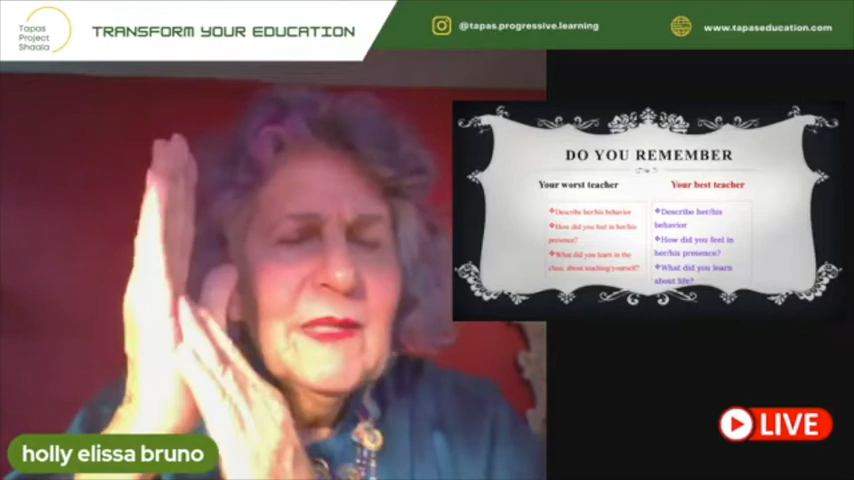 Tapas
Project
Shaala
TRANSFORM YOUR EDUCATION
@tapas.progressive.learning
www.tapaseducation.com
DO YOU REMEMBER
Your worst teacher
❖Describe her/his behavior
❖How did you feel in her/his
presence?
❖What did you learn in the
class, about teaching/yourself?
Your best teacher
❖Describe her/his
behavior
❖How did you feel in
her/his presence?
❖What did you learn
about life?
LIVE
holly elissa bruno